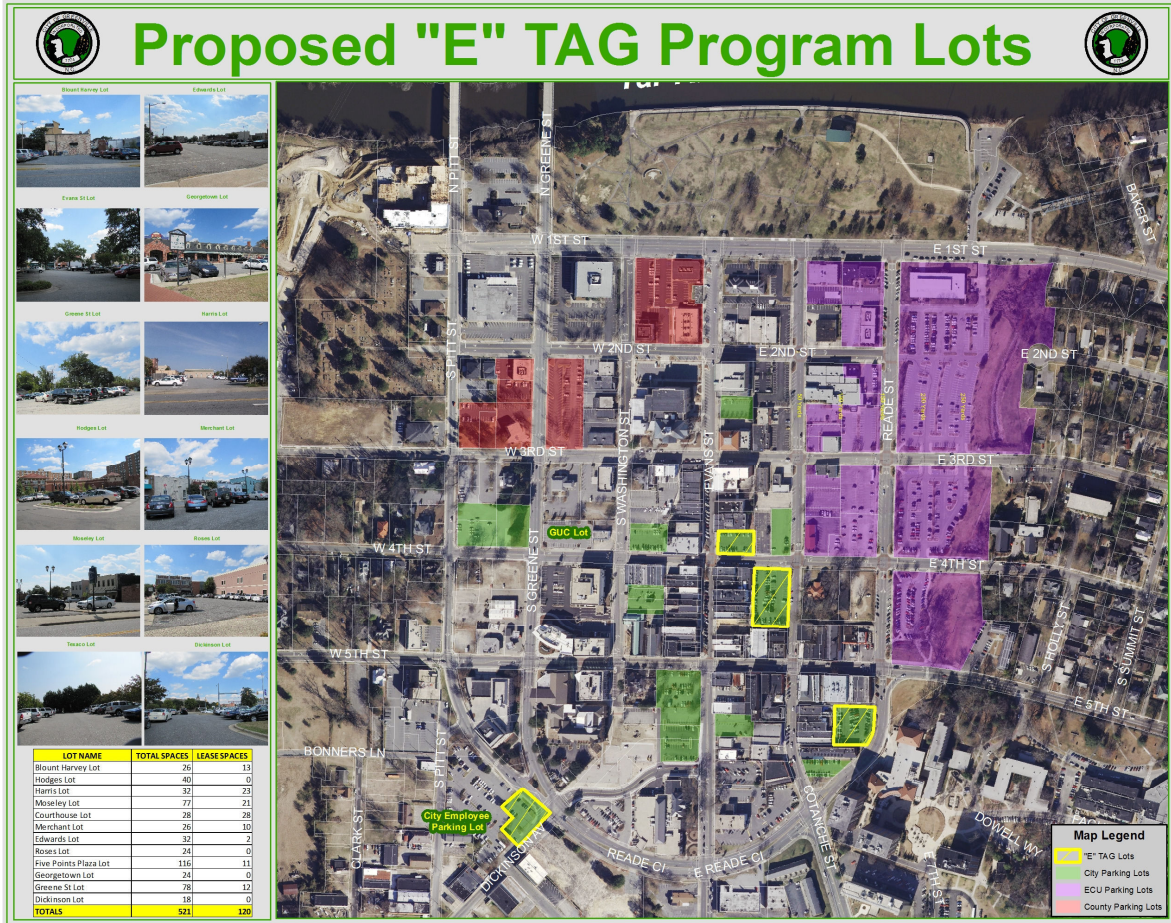 Proposed "E" TAG Program Lots
CITY OF GREENVILLE
N.C.
CITY OF GREENVILLE
N.C.
Blount Harvey Lot
Edwards Lot
Evans St Lot
Georgetown Lot
Greene St Lot
Harris Lot
Hodges Lot
Merchant Lot
Moseley Lot
Roses Lot
Texaco Lot
Dickinson Lot
LOT NAME TOTAL SPACES LEASE SPACES
Blount Harvey Lot 26 13
Hodges Lot 40 0
Harris Lot 32 23
Moseley Lot 77 21
Courthouse Lot 28 28
Merchant Lot 26 10
Edwards Lot 32 2
Roses Lot 24 0
Five Points Plaza Lot 116 11
Georgetown Lot 24 0
Greene St Lot 78 12
Dickinson Lot 18 0
TOTALS 521 120
N PITT ST
N GREENE ST
BAKER ST
W 1ST ST
E 1ST ST
S PITT ST
W 2ND ST
E 2ND ST
E 2ND ST
READE ST
W 3RD ST
S WASHINGTON ST
EVANS ST
E 3RD ST
GUC Lot
W 4TH ST
S GREENE ST
E 4TH ST
S HOLLY ST
S SUMMIT ST
W 5TH ST
E 5TH ST
BONNERS LN
S PITT ST
City Employee
Parking Lot
CLARK ST
DICKINSON AV
READE CI
E READE CI
COTANCHE ST
E 7TH ST
DOWELL WY
Map Legend
"E" TAG Lots
City Parking Lots
ECU Parking Lots
County Parking Lots